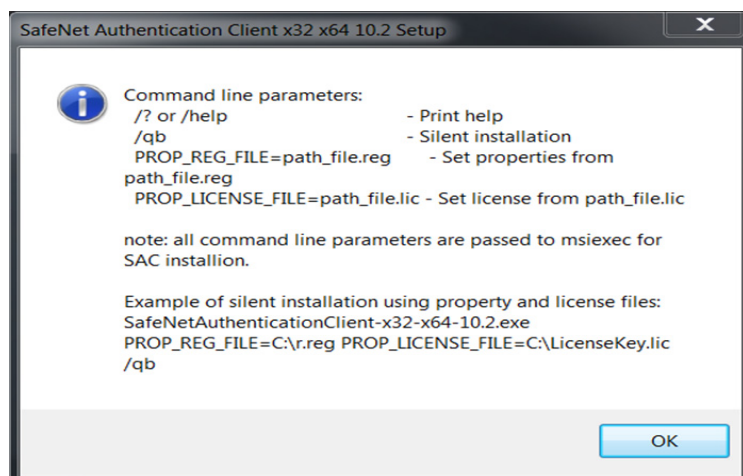 SafeNet Authentication Client x32 x64 10.2 Setup
X
Command line parameters:
/? or /help - Print help
/qb - Silent installation
PROP_REG_FILE=path_file.reg - Set properties from
path_file.reg
PROP_LICENSE_FILE=path_file.lic - Set license from path_file.lic
note: all command line parameters are passed to msiexec for
SAC installion.
Example of silent installation using property and license files:
SafeNetAuthenticationClient-x32-x64-10.2.exe
PROP_REG_FILE=C:\r.reg PROP_LICENSE_FILE=C:\LicenseKey.lic
/qb
OK